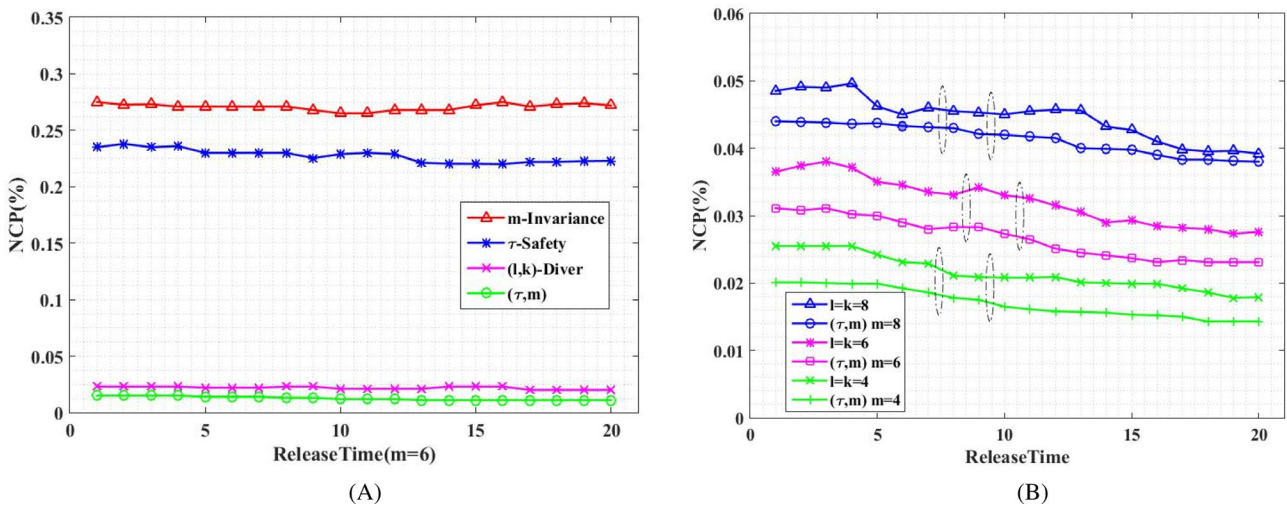 0.35
0.3
0.25
0.2
0.15
0.1
0.05
0
NCP(%)
m-Invariance
τ-Safety
(l,k)-Diver
(τ,m)
0 5 10 15 20
ReleaseTime(m=6)
(A)
0.06
0.05
0.04
0.03
0.02
0.01
0
NCP(%)
l=k=8
(τ,m) m=8
l=k=6
(τ,m) m=6
l=k=4
(τ,m) m=4
0 5 10 15 20
ReleaseTime
(B)